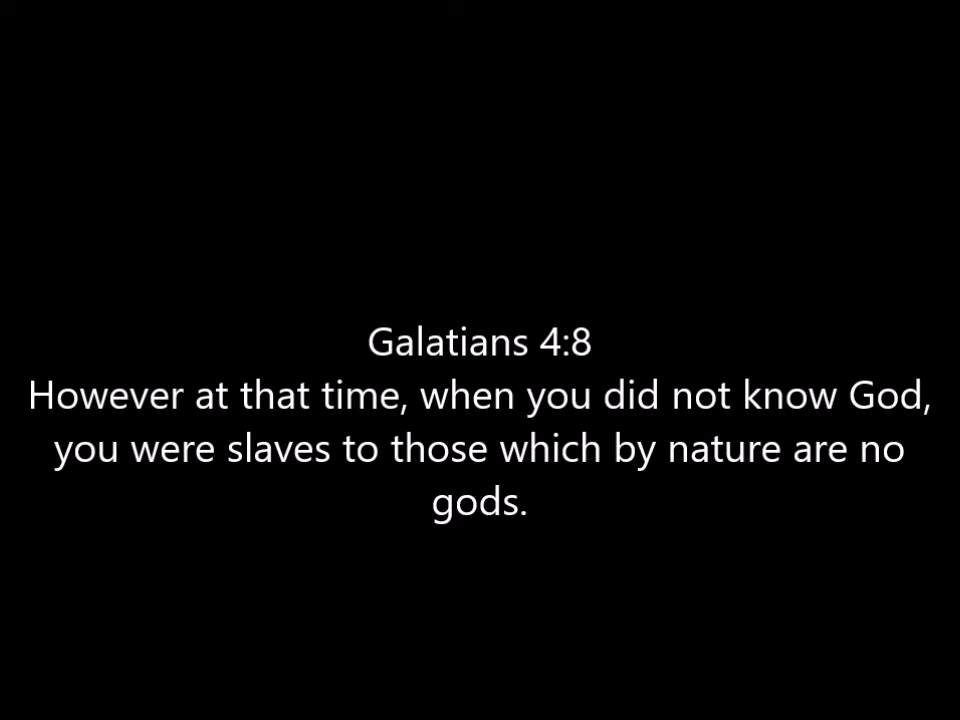 Galatians 4:8
However at that time, when you did not know God,
you were slaves to those which by nature are no
gods.